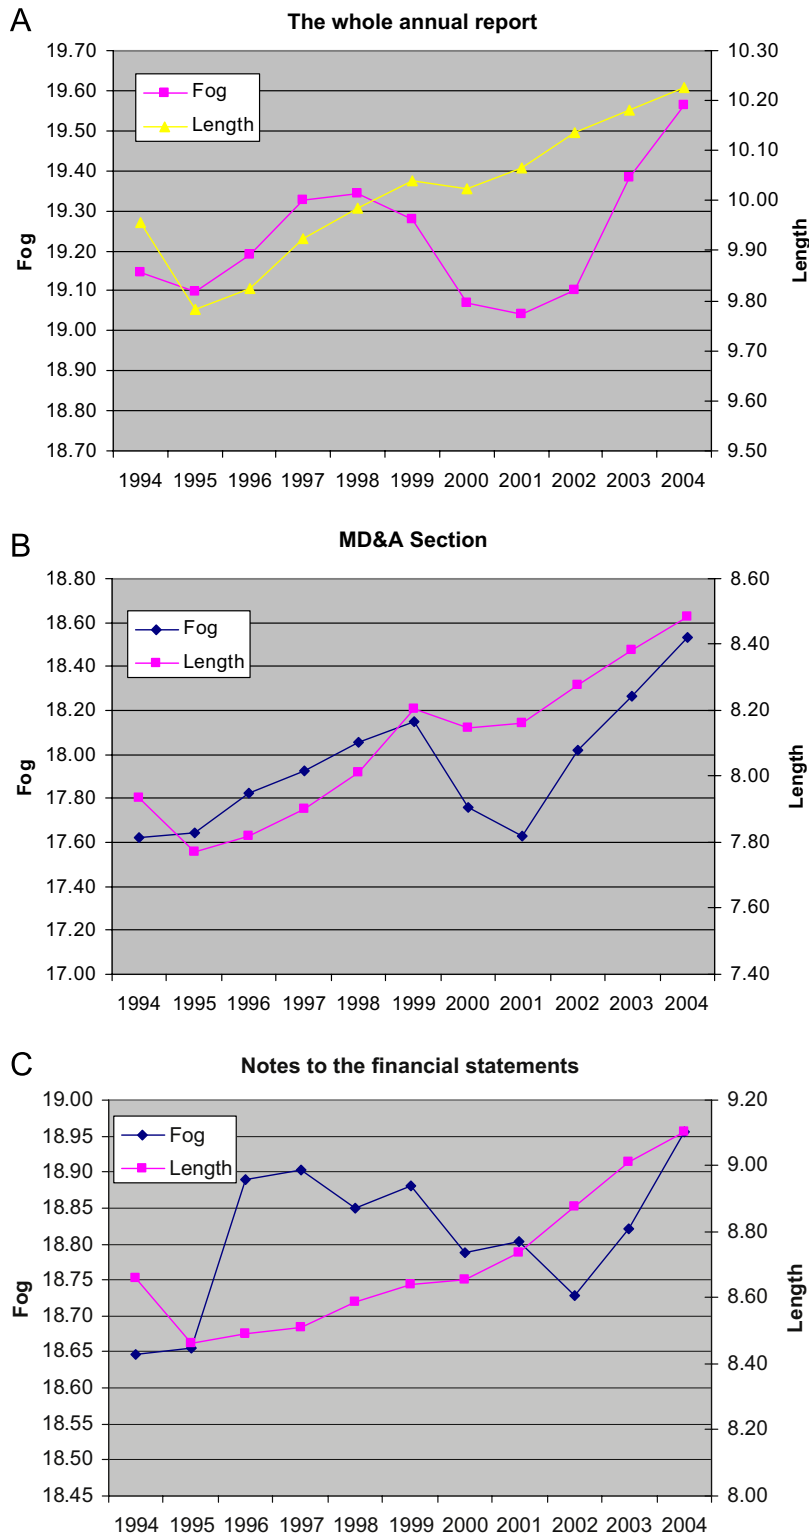 A
The whole annual report
19.70
19.60
19.50
19.40
19.30
19.20
19.10
19.00
18.90
18.80
18.70
Fog
Fog
Length
10.30
10.20
10.10
10.00
9.90
9.80
9.70
9.60
9.50
Length
1994 1995 1996 1997 1998 1999 2000 2001 2002 2003 2004
B
MD&A Section
18.80
18.60
18.40
18.20
18.00
17.80
17.60
17.40
17.20
17.00
Fog
Fog
Length
8.60
8.40
8.20
8.00
7.80
7.60
7.40
Length
1994 1995 1996 1997 1998 1999 2000 2001 2002 2003 2004
C
Notes to the financial statements
19.00
18.95
18.90
18.85
18.80
18.75
18.70
18.65
18.60
18.55
18.50
18.45
Fog
Fog
Length
9.20
9.00
8.80
8.60
8.40
8.20
8.00
Length
1994 1995 1996 1997 1998 1999 2000 2001 2002 2003 2004